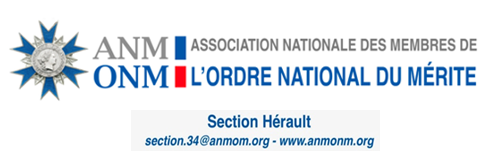 ANM ASSOCIATION NATIONALE DES MEMBRES DE
ONM L'ORDRE NATIONAL DU MÉRITE
Section Hérault
section.34@anmom.org - www.anmonm.org